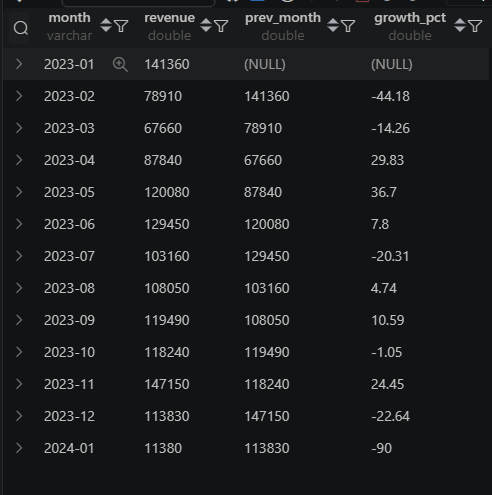 month revenue prev_month growth_pct
varchar double double double
2023-01 141360 (NULL) (NULL)
2023-02 78910 141360 -44.18
2023-03 67660 78910 -14.26
2023-04 87840 67660 29.83
2023-05 120080 87840 36.7
2023-06 129450 120080 7.8
2023-07 103160 129450 -20.31
2023-08 108050 103160 4.74
2023-09 119490 108050 10.59
2023-10 118240 119490 -1.05
2023-11 147150 118240 24.45
2023-12 113830 147150 -22.64
2024-01 11380 113830 -90